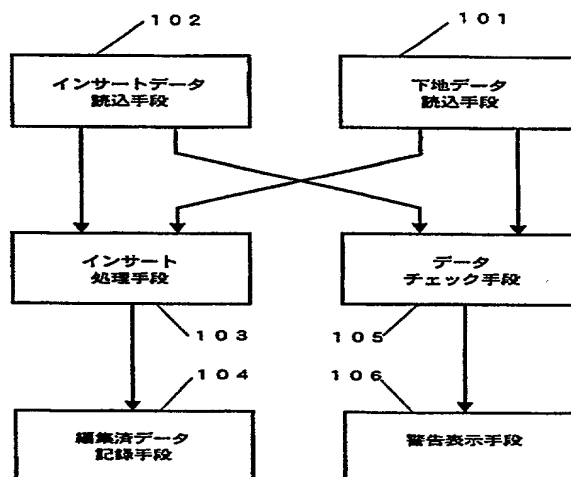 102
101
インサートデータ
読込手段
下地データ
読込手段
インサート
処理手段
データ
チェック手段
103
105
104
106
編集済データ
記録手段
警告表示手段